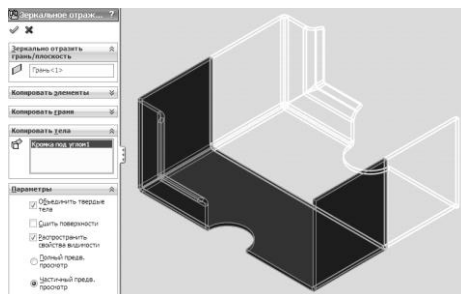 Зеркальное отраж... ?
Зеркально отразить
грань/плоскость
Грань<1>
Копировать элементы
Копировать грани
Копировать тела
Кромка под углом1
Параметры
Объединить твердые
тела
Сшить поверхности
Распространить
свойства видимости
Полный предв.
просмотр
Частичный предв.
просмотр